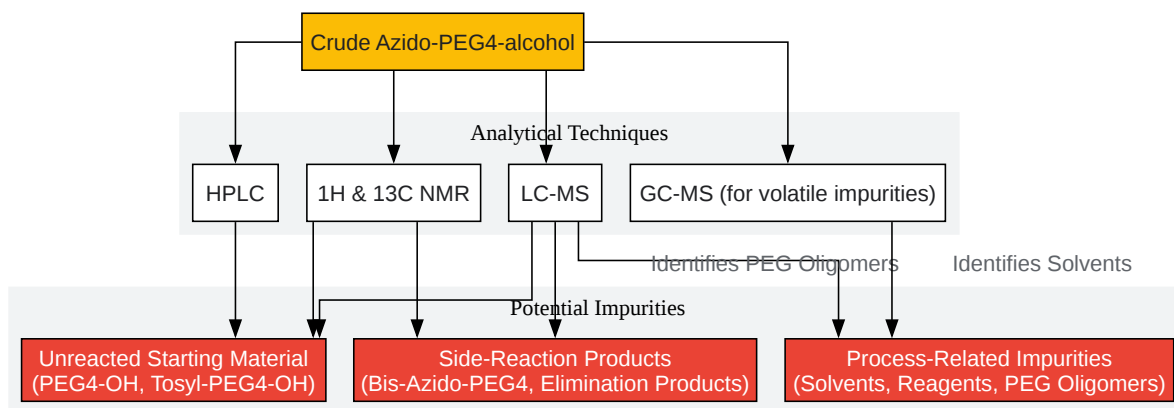 Crude Azido-PEG4-alcohol
Analytical Techniques
HPLC
1H & 13C NMR
LC-MS
GC-MS (for volatile impurities)
Identifies PEG Oligomers
Identifies Solvents
Potential Impurities
Unreacted Starting Material
(PEG4-OH, Tosyl-PEG4-OH)
Side-Reaction Products
(Bis-Azido-PEG4, Elimination Products)
Process-Related Impurities
(Solvents, Reagents, PEG Oligomers)